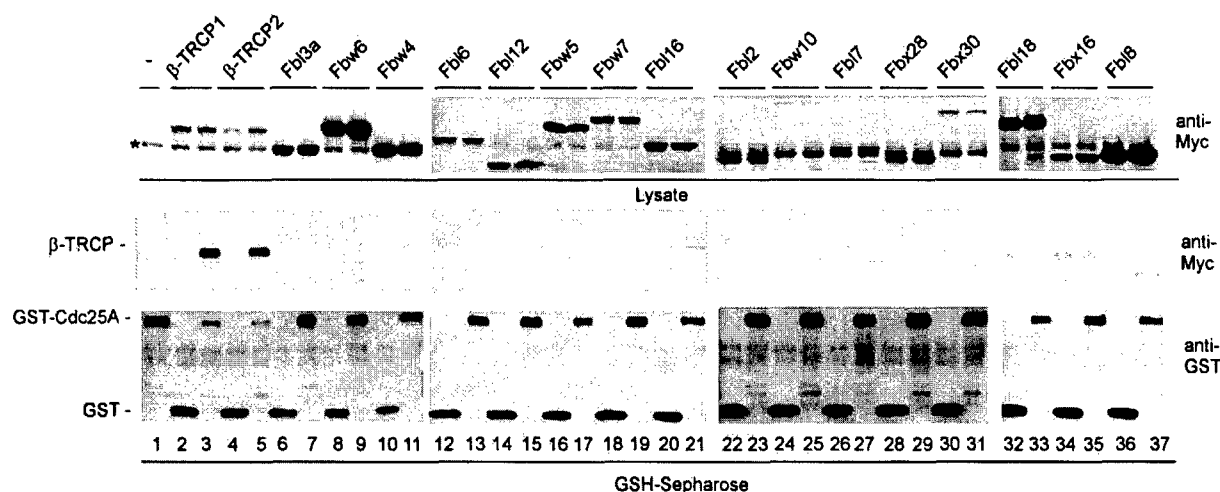 - β-TRCP1 β-TRCP2 Fbl3a Fbw6 Fbw4 Fbl6 Fbl12 Fbw5 Fbw7 Fbl16 Fbl2 Fbw10 Fbl7 Fbx28 Fbx30 Fbl18 Fbx16 Fbl8
*
anti-
Myc
Lysate
β-TRCP -
anti-
Myc
GST-Cdc25A -
anti-
GST
GST -
1 2 3 4 5 6 7 8 9 10 11 12 13 14 15 16 17 18 19 20 21 22 23 24 25 26 27 28 29 30 31 32 33 34 35 36 37
GSH-Sepharose